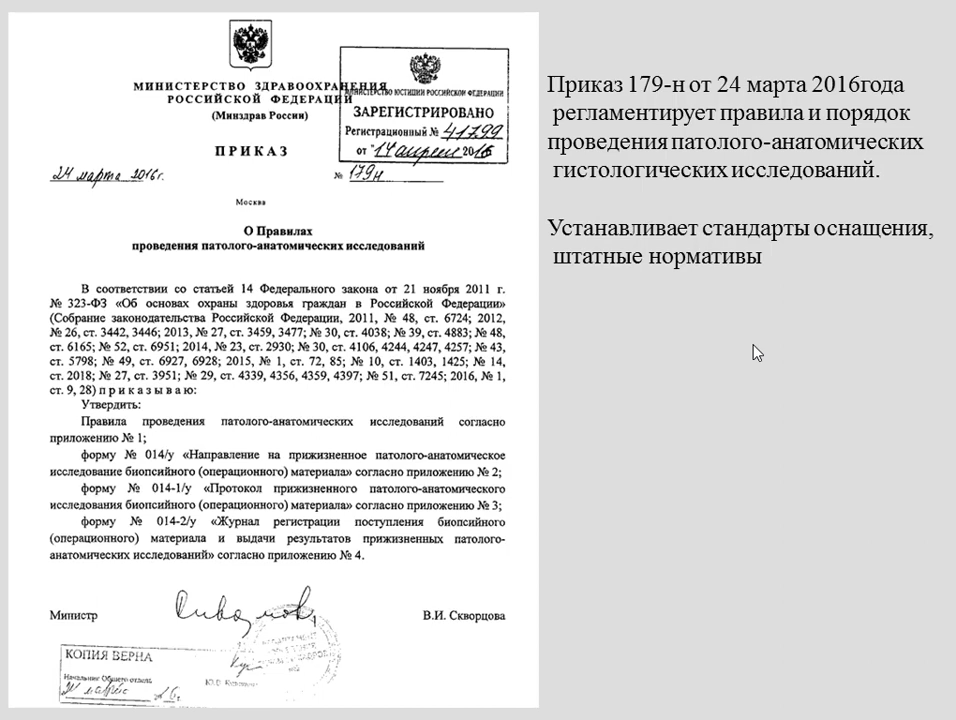 МИНИСТЕРСТВО ЗДРАВООХРАНЕНИЯ
РОССИЙСКОЙ ФЕДЕРАЦИИ
(Минздрав России)
ПРИКАЗ
МИНИСТЕРСТВО ЮСТИЦИИ РОССИЙСКОЙ ФЕДЕРАЦИИ
ЗАРЕГИСТРИРОВАНО
Регистрационный № 41799
от "14 апреля 2016
24 марта 2016г.
№ 179н
Москва
О Правилах
проведения патолого-анатомических исследований
В соответствии со статьей 14 Федерального закона от 21 ноября 2011 г.
№ 323-ФЗ «Об основах охраны здоровья граждан в Российской Федерации»
(Собрание законодательства Российской Федерации, 2011, № 48, ст. 6724; 2012,
№ 26, ст. 3442, 3446; 2013, № 27, ст. 3459, 3477; № 30, ст. 4038; № 39, ст. 4883; № 48,
ст. 6165; № 52, ст. 6951; 2014, № 23, ст. 2930; № 30, ст. 4106, 4244, 4247, 4257; № 43,
ст. 5798; № 49, ст. 6927, 6928; 2015, № 1, ст. 72, 85; № 10, ст. 1403, 1425; № 14,
ст. 2018; № 27, ст. 3951; № 29, ст. 4339, 4356, 4359, 4397; № 51, ст. 7245; 2016, № 1,
ст. 9, 28) п р и к а з ы в а ю:
Утвердить:
Правила проведения патолого-анатомических исследований согласно
приложению № 1;
форму № 014/у «Направление на прижизненное патолого-анатомическое
исследование биопсийного (операционного) материала» согласно приложению № 2;
форму № 014-1/у «Протокол прижизненного патолого-анатомического
исследования биопсийного (операционного) материала» согласно приложению № 3;
форму № 014-2/у «Журнал регистрации поступления биопсийного
(операционного) материала и выдачи результатов прижизненных патолого-
анатомических исследований» согласно приложению № 4.
Министр
В.И. Скворцова
КОПИЯ ВЕРНА
Начальник Общего отдела
Приказ 179-н от 24 марта 2016года
регламентирует правила и порядок
проведения патолого-анатомических
гистологических исследований.
Устанавливает стандарты оснащения,
штатные нормативы